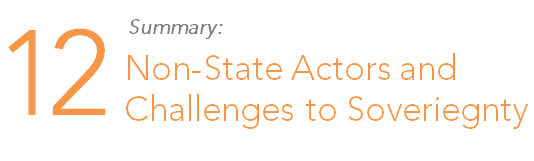 12
Summary:
Non-State Actors and
Challenges to Soveriegnty